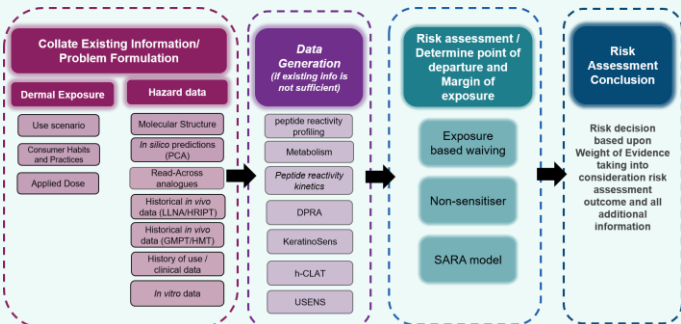 Collate Existing Information/
Problem Formulation
Dermal Exposure
Use scenario
Consumer Habits
and Practices
Applied Dose
Hazard data
Molecular Structure
In silico predictions
(PCA)
Read-Across
analogues
Historical in vivo
data (LLNA/HRIPT)
Historical in vivo
data (GMPT/HMT)
History of use /
clinical data
In vitro data
Data
Generation
(if existing info is
not sufficient)
peptide reactivity
profiling
Metabolism
Peptide reactivity
kinetics
DPRA
KeratinoSens
h-CLAT
USENS
Risk assessment /
Determine point of
departure and
Margin of
exposure
Exposure
based waiving
Non-sensitiser
SARA model
Risk
Assessment
Conclusion
Risk decision
based upon
Weight of Evidence
taking into
consideration risk
assessment
outcome and all
additional
information